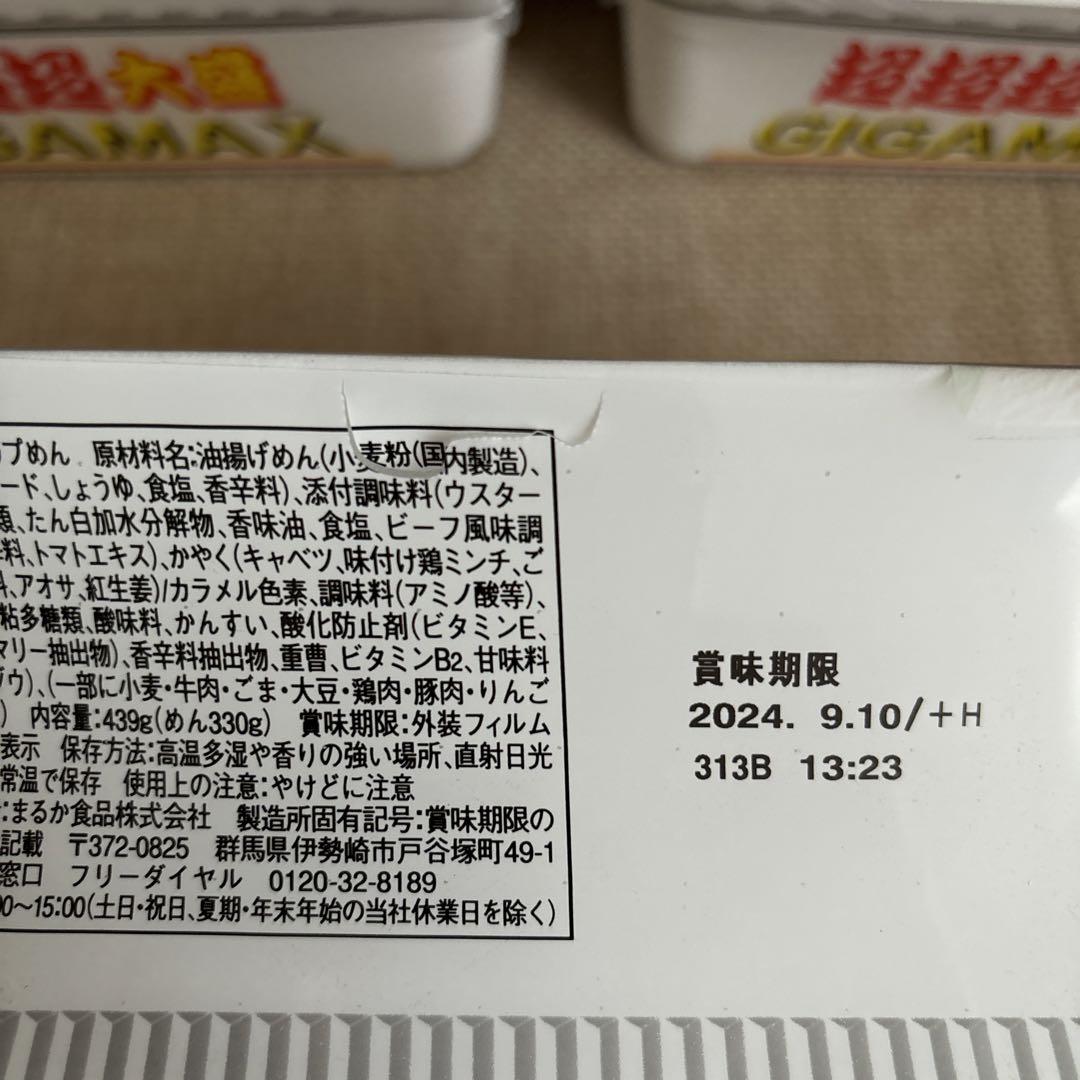 超大盛
GAMAX
超超超
GIGAM
プめん 原材料名:油揚げめん(小麦粉(国内製造)、
ード、しょうゆ、食塩、香辛料)、添付調味料(ウスター
類、たん白加水分解物、香味油、食塩、ビーフ風味調
料、トマトエキス)、かやく(キャベツ、味付け鶏ミンチ、ご
料、アオサ、紅生姜)/カラメル色素、調味料(アミノ酸等)、
粘多糖類、酸味料、かんすい、酸化防止剤(ビタミンE、
マリー抽出物)、香辛料抽出物、重曹、ビタミンB2、甘味料
ゾウ)、(一部に小麦・牛肉・ごま・大豆・鶏肉・豚肉・りんご
) 内容量:439g(めん330g) 賞味期限:外装フィルム
表示 保存方法:高温多湿や香りの強い場所、直射日光
常温で保存 使用上の注意:やけどに注意
:まるか食品株式会社 製造所固有記号:賞味期限の
記載 〒372-0825 群馬県伊勢崎市戸谷塚町49-1
窓口 フリーダイヤル 0120-32-8189
00~15:00(土日・祝日、夏期・年末年始の当社休業日を除く)
賞味期限
2024. 9.10/+H
313B 13:23